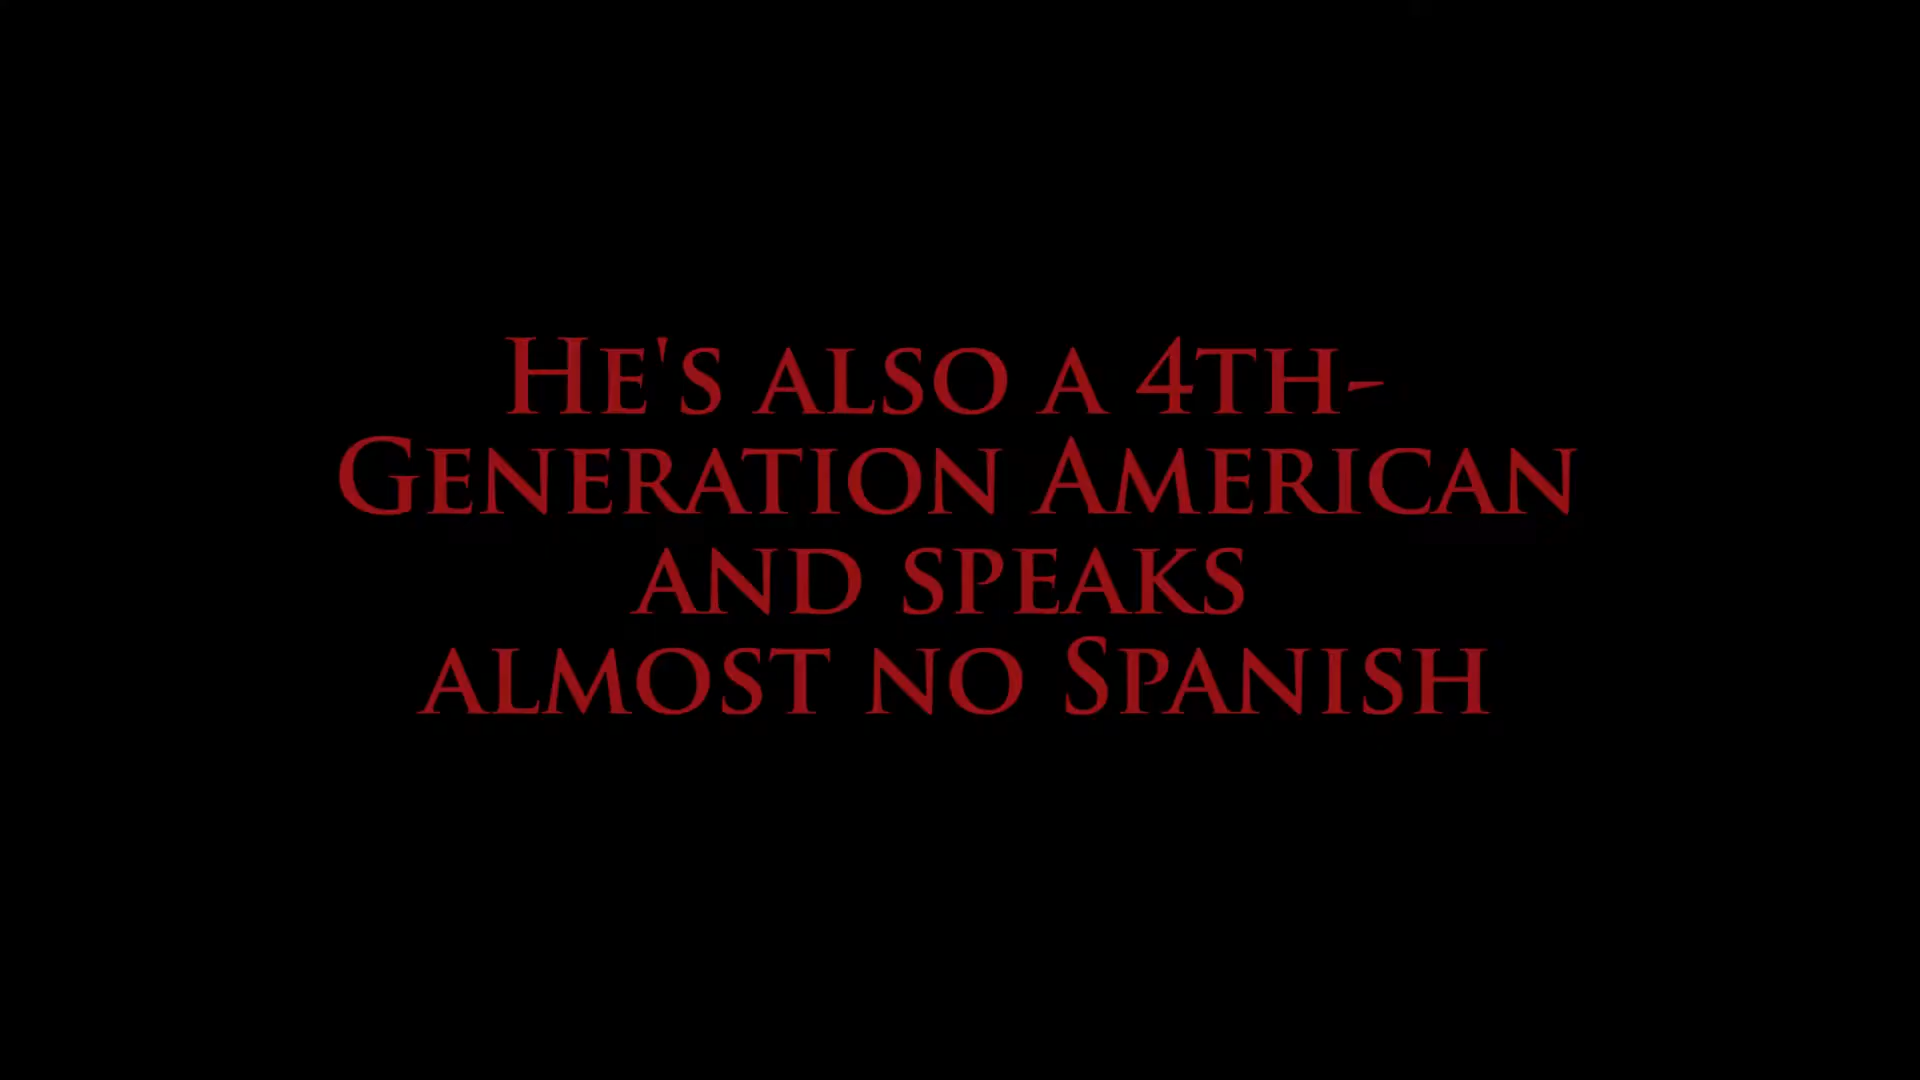 He's also a 4th-
Generation American
and speaks
almost no Spanish